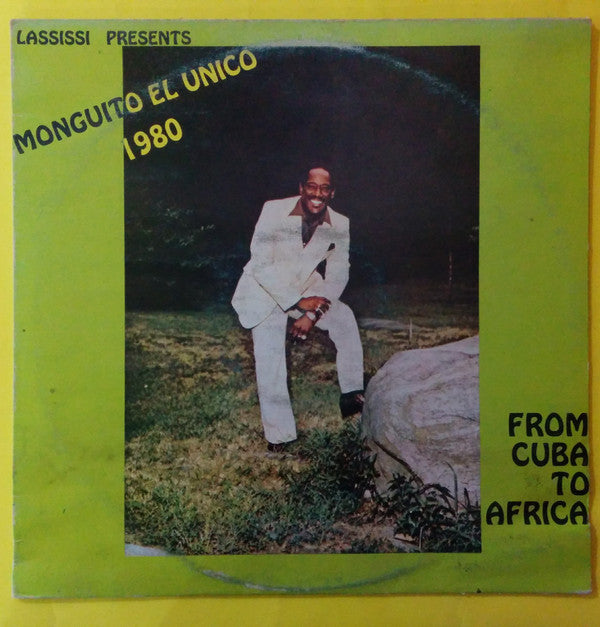 LASSISSI PRESENTS
MONGUITO EL UNICO
1980
FROM
CUBA
TO
AFRICA